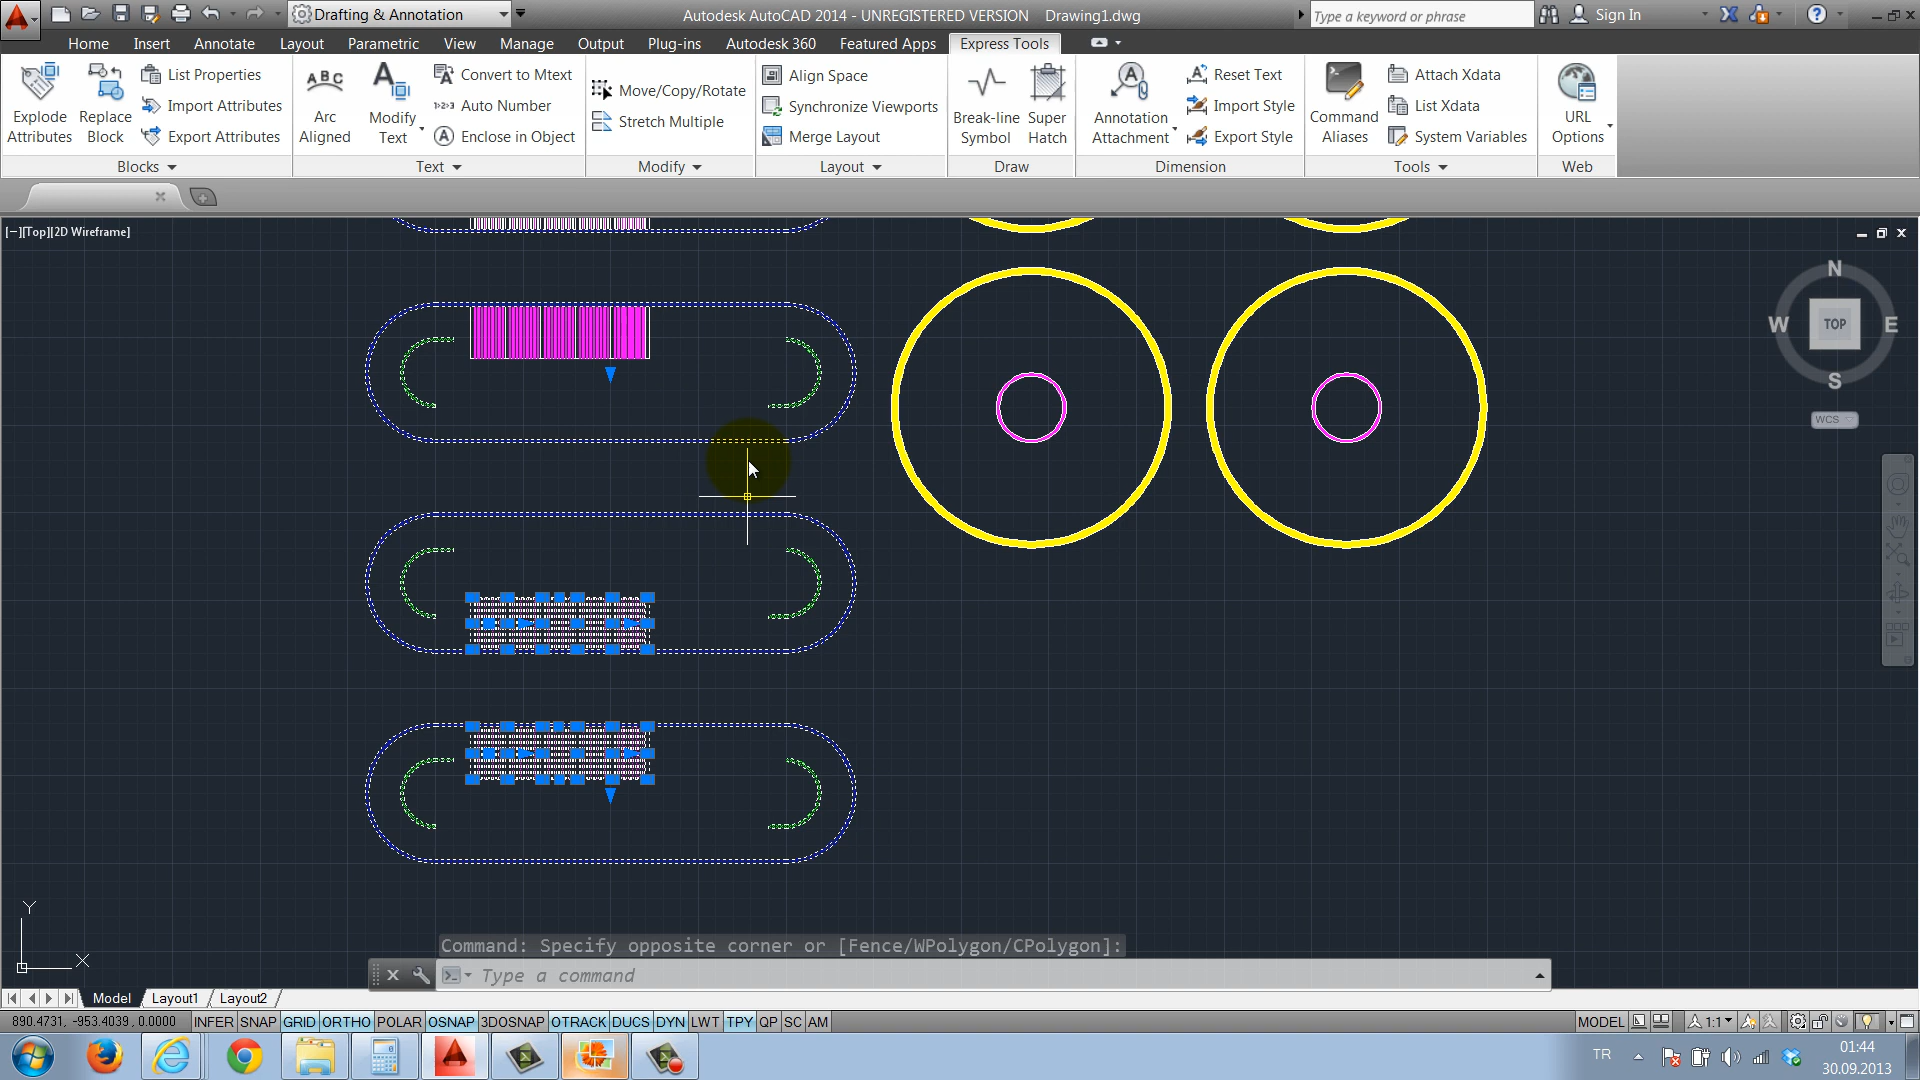 Drafting & Annotation
Autodesk AutoCAD 2014 - UNREGISTERED VERSION    Drawing1.dwg
Type a keyword or phrase
Sign In
Home Insert Annotate Layout Parametric View Manage Output Plug-ins Autodesk 360 Featured Apps Express Tools
Explode Attributes
Replace Block
List Properties
Import Attributes
Export Attributes
Blocks
ABC
Arc Aligned
Modify Text
Convert to Mtext
1•2•3 Auto Number
Enclose in Object
Text
Move/Copy/Rotate
Stretch Multiple
Modify
Align Space
Synchronize Viewports
Merge Layout
Layout
Break-line Symbol
Super Hatch
Draw
Annotation Attachment
Reset Text
Import Style
Export Style
Dimension
Command Aliases
Attach Xdata
List Xdata
System Variables
Tools
URL Options
Web
[−][Top][2D Wireframe]
N
W TOP E
S
WCS
Y
X
Command: Specify opposite corner or [Fence/WPolygon/CPolygon]:
Type a command
Model Layout1 Layout2
890.4731, -953.4039, 0.0000 INFER SNAP GRID ORTHO POLAR OSNAP 3DOSNAP OTRACK DUCS DYN LWT TPY QP SC AM
MODEL 1:1
TR
01:44
30.09.2013